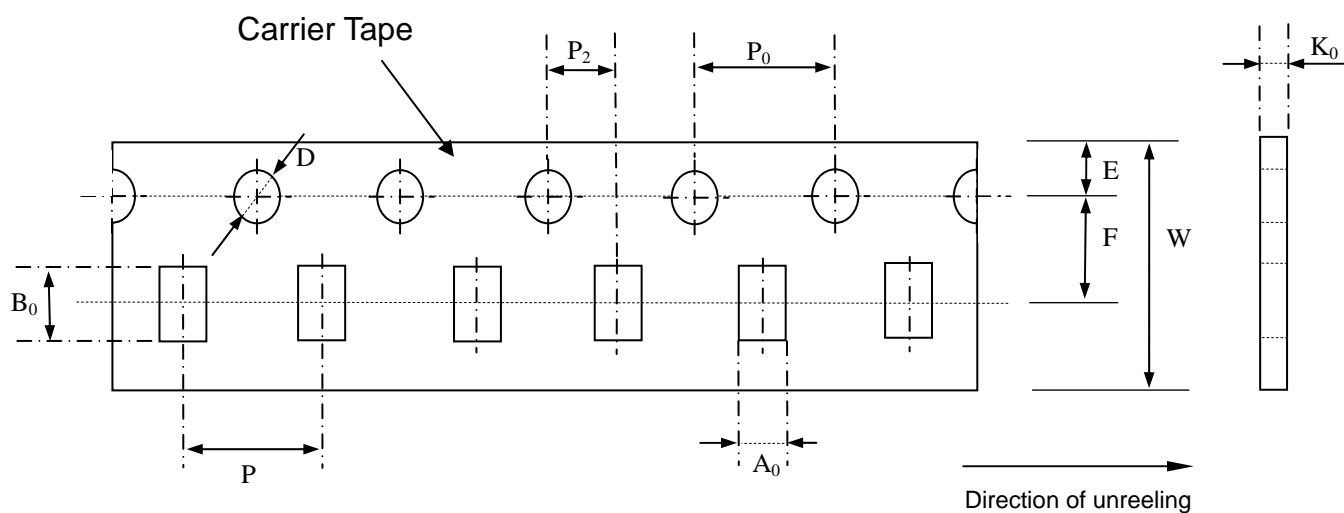 Carrier Tape
P₂
P₀
K₀
D
E
F
W
B₀
P
A₀
Direction of unreeling